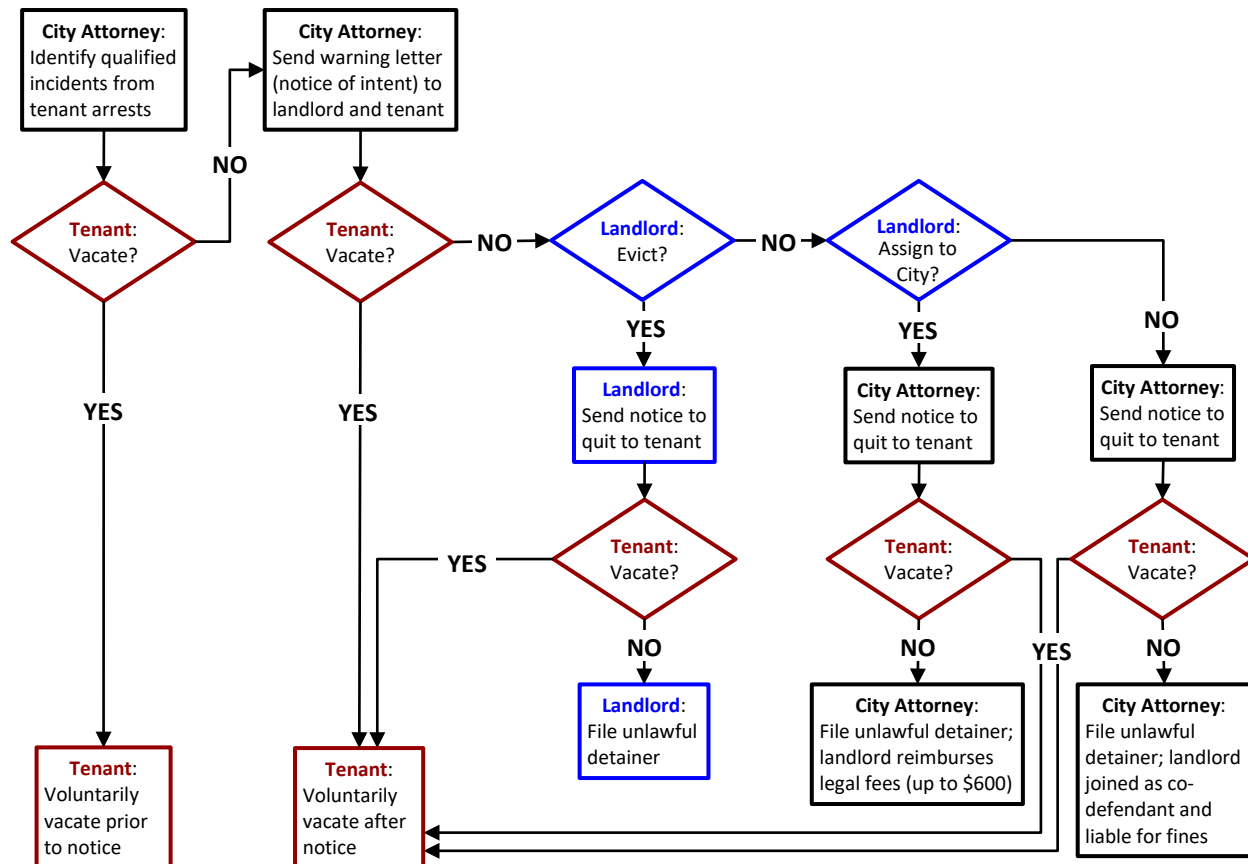 City Attorney:
Identify qualified
incidents from
tenant arrests
City Attorney:
Send warning letter
(notice of intent) to
landlord and tenant
NO
Tenant:
Vacate?
Tenant:
Vacate?
NO
Landlord:
Evict?
NO
Landlord:
Assign to
City?
YES
YES
NO
YES
YES
Landlord:
Send notice to
quit to tenant
City Attorney:
Send notice to
quit to tenant
City Attorney:
Send notice to
quit to tenant
YES
Tenant:
Vacate?
Tenant:
Vacate?
Tenant:
Vacate?
NO
NO
YES
NO
Landlord:
File unlawful
detainer
City Attorney:
File unlawful detainer;
landlord reimburses
legal fees (up to $600)
City Attorney:
File unlawful
detainer; landlord
joined as co-
defendant and
liable for fines
Tenant:
Voluntarily
vacate prior
to notice
Tenant:
Voluntarily
vacate after
notice